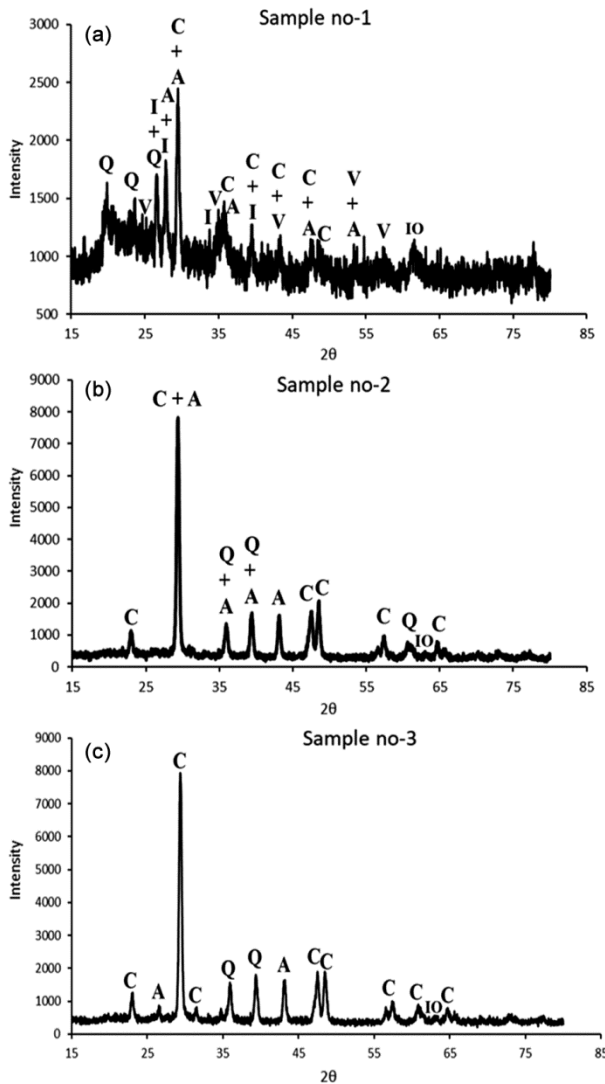 (a)
Sample no-1
3000
2500
2000
1500
1000
500
Intensity
Q
Q
V
I
+
Q
A
+
I
C
+
A
I
V
C
A
C
+
I
C
+
V
C
+
A
C
V
+
A
V
IO
15 25 35 45 55 65 75 85
2θ
(b)
Sample no-2
9000
8000
7000
6000
5000
4000
3000
2000
1000
0
Intensity
C
C + A
Q
+
A
Q
+
A
A
C
C
C
Q
IO
C
15 25 35 45 55 65 75 85
2θ
(c)
Sample no-3
9000
8000
7000
6000
5000
4000
3000
2000
1000
0
Intensity
C
A
C
C
Q
Q
A
C
C
C
C
IO
C
15 25 35 45 55 65 75 85
2θ